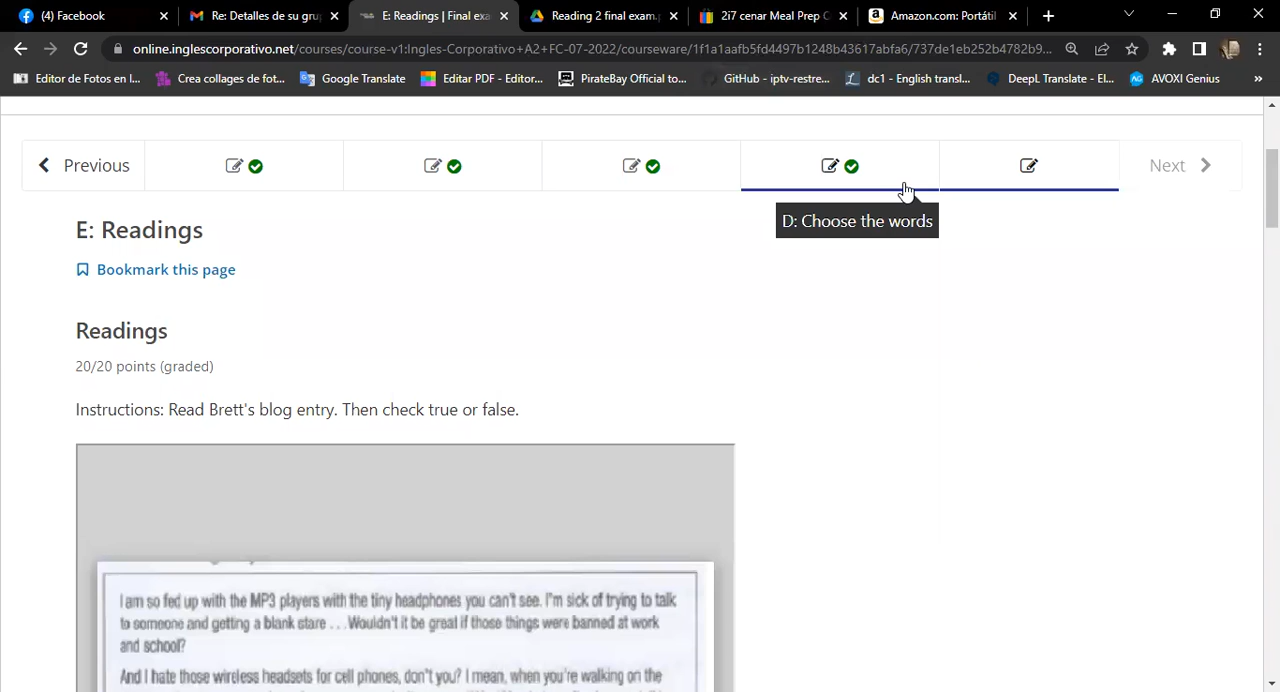 (4) Facebook
Re: Detalles de su gru
E: Readings | Final exa
Reading 2 final exam.p
2i7 cenar Meal Prep C
Amazon.com: Portátil
online.inglescorporativo.net/courses/course-v1:Ingles-Corporativo+A2+FC-07-2022/courseware/1f1a1aafb5fd4497b1248b43617abfa6/737de1eb252b4782b9...
Editor de Fotos en l...
Crea collages de fot...
Google Translate
Editar PDF - Editor...
PirateBay Official to...
GitHub - iptv-restre...
dc1 - English transl...
DeepL Translate - El...
AVOXI Genius
»
Previous
Next
D: Choose the words
E: Readings
Bookmark this page
Readings
20/20 points (graded)
Instructions: Read Brett's blog entry. Then check true or false.
I am so fed up with the MP3 players with the tiny headphones you can't see. I'm sick of trying to talk
to someone and getting a blank stare . . .Wouldn't it be great if those things were banned at work
and school?
And I hate those wireless headsets for cell phones, don't you? I mean, when you're walking on the